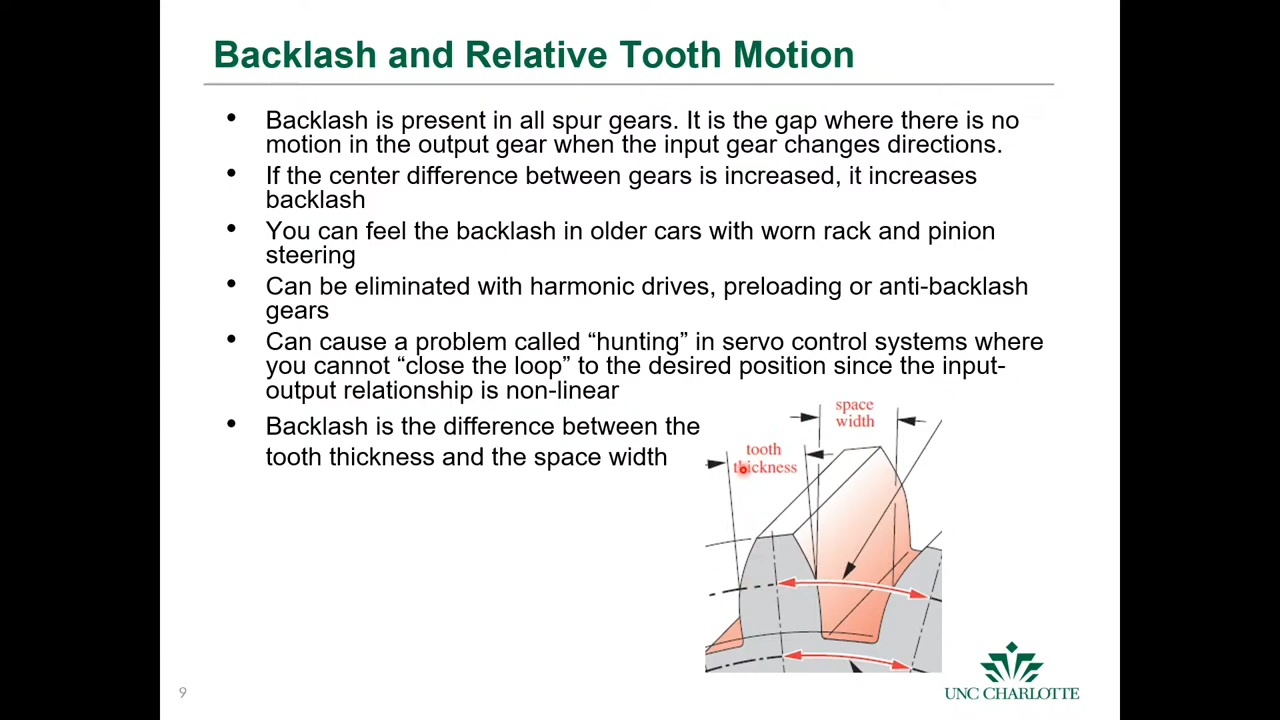 Backlash and Relative Tooth Motion
• Backlash is present in all spur gears. It is the gap where there is no
motion in the output gear when the input gear changes directions.
• If the center difference between gears is increased, it increases
backlash
• You can feel the backlash in older cars with worn rack and pinion
steering
• Can be eliminated with harmonic drives, preloading or anti-backlash
gears
• Can cause a problem called “hunting” in servo control systems where
you cannot “close the loop” to the desired position since the input-
output relationship is non-linear
• Backlash is the difference between the
tooth thickness and the space width
space
width
tooth
thickness
9
UNC CHARLOTTE